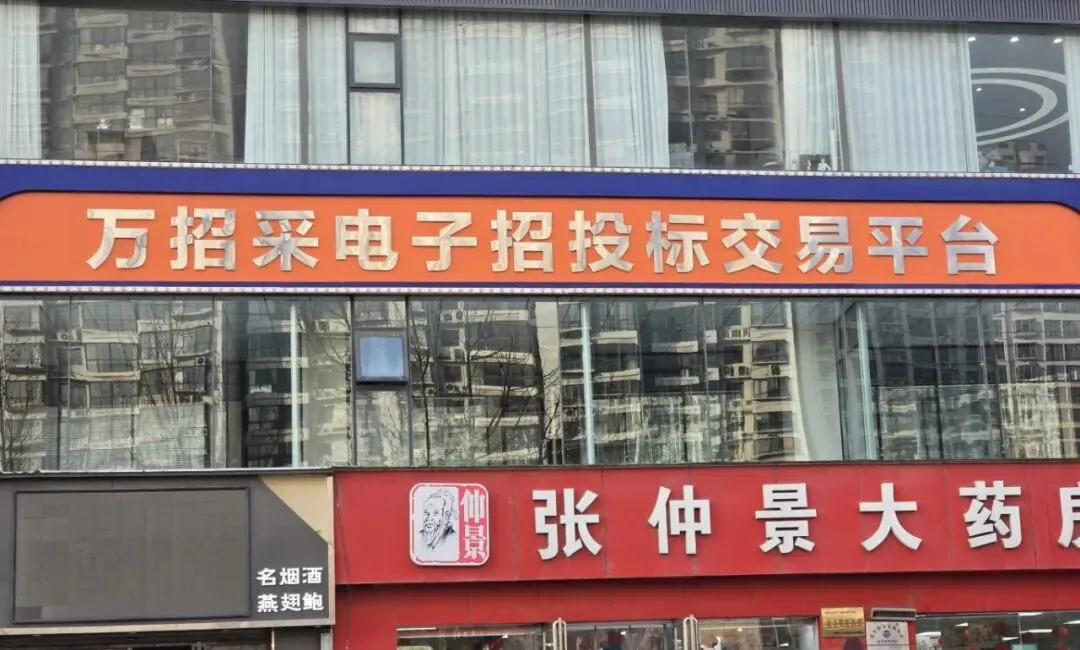 万招采电子招投标交易平台
仲景
张仲景大药房
名烟酒
燕翅鲍